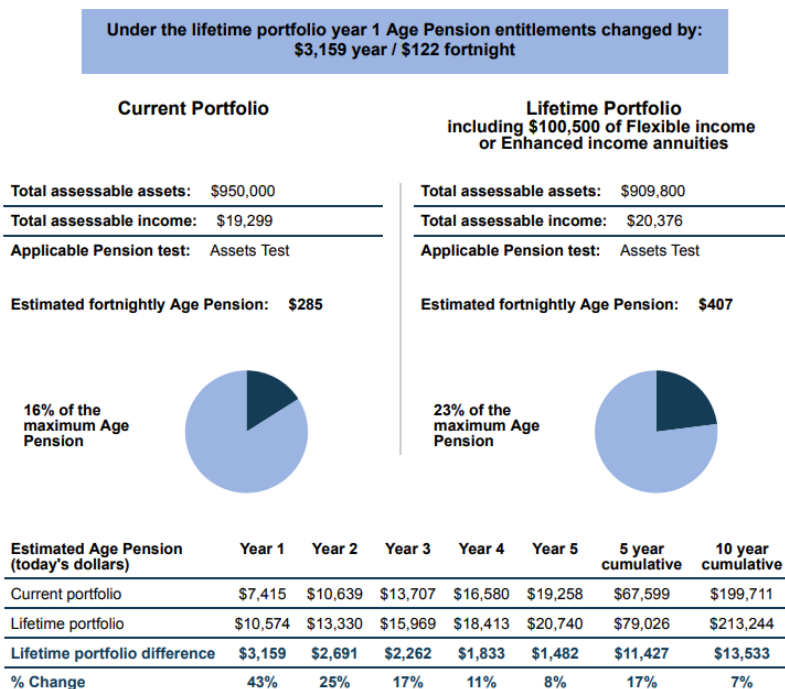 Under the lifetime portfolio year 1 Age Pension entitlements changed by:
$3,159 year / $122 fortnight
Current Portfolio
Lifetime Portfolio
including $100,500 of Flexible income
or Enhanced income annuities
Total assessable assets: $950,000
Total assessable income: $19,299
Applicable Pension test: Assets Test
Estimated fortnightly Age Pension: $285
Total assessable assets: $909,800
Total assessable income: $20,376
Applicable Pension test: Assets Test
Estimated fortnightly Age Pension: $407
16% of the
maximum Age
Pension
23% of the
maximum Age
Pension
Estimated Age Pension
(today's dollars)
Year 1 Year 2 Year 3 Year 4 Year 5 5 year cumulative 10 year cumulative
Current portfolio $7,415 $10,639 $13,707 $16,580 $19,258 $67,599 $199,711
Lifetime portfolio $10,574 $13,330 $15,969 $18,413 $20,740 $79,026 $213,244
Lifetime portfolio difference $3,159 $2,691 $2,262 $1,833 $1,482 $11,427 $13,533
% Change 43% 25% 17% 11% 8% 17% 7%